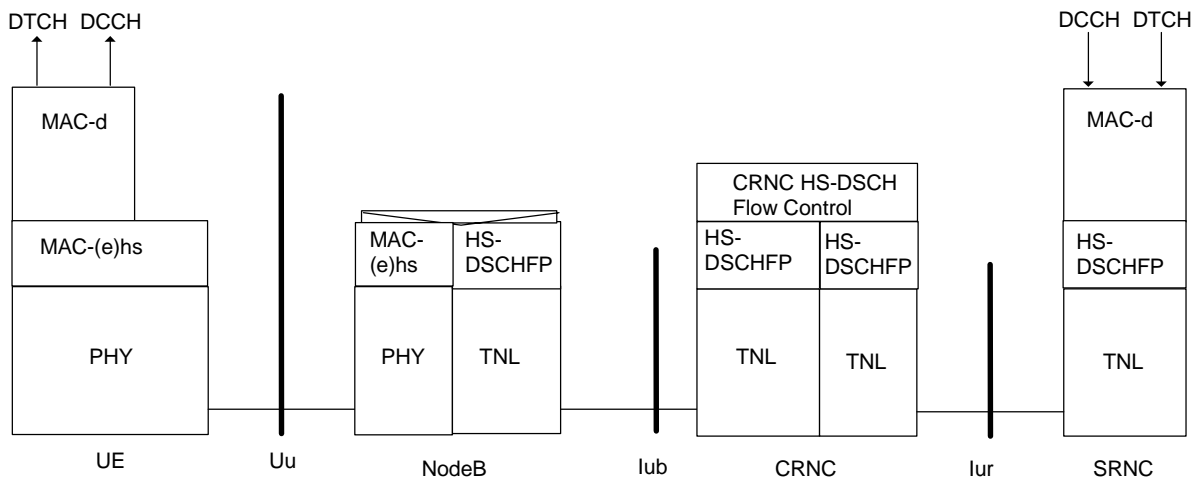 DTCH DCCH
DCCH DTCH
MAC-d
MAC-d
CRNC HS-DSCH
Flow Control
MAC-(e)hs
MAC-
(e)hs
HS-
DSCHFP
HS-
DSCHFP
HS-
DSCHFP
HS-
DSCHFP
PHY
PHY
TNL
TNL
TNL
TNL
UE
Uu
NodeB
Iub
CRNC
Iur
SRNC